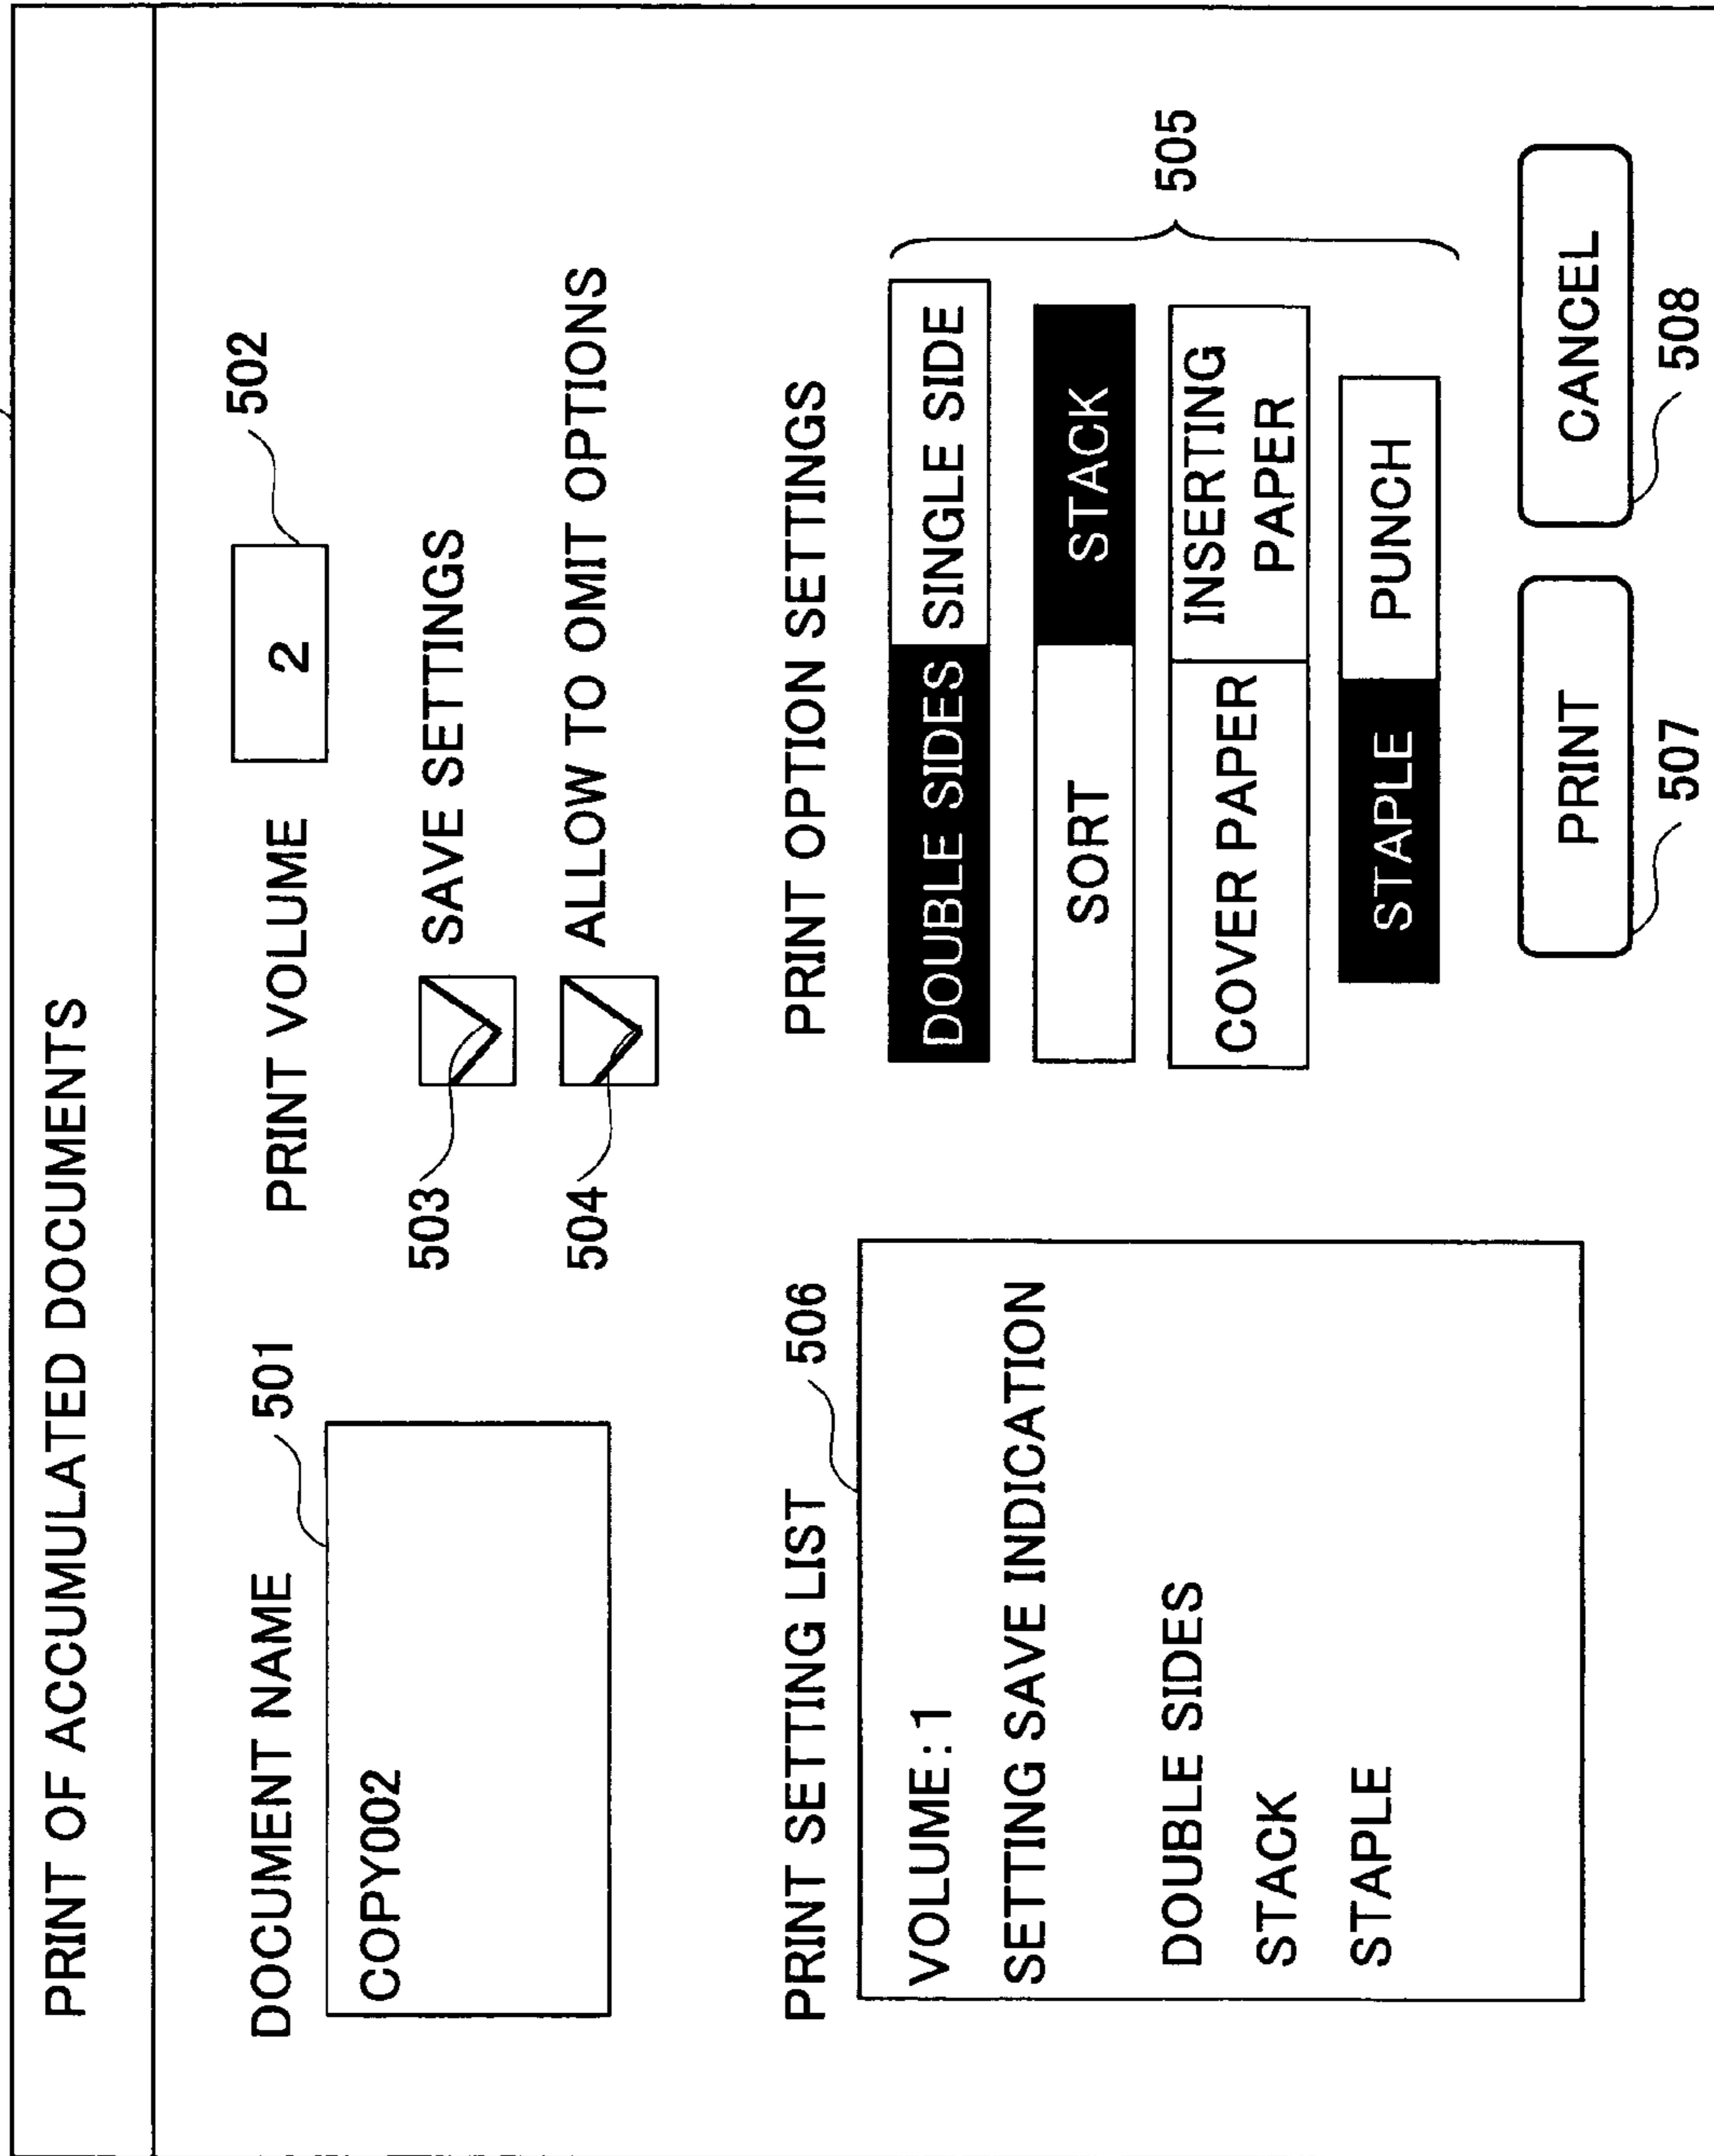 PRINT OF ACCUMULATED DOCUMENTS
DOCUMENT NAME
501
COPY002
PRINT VOLUME
2
502
503
SAVE SETTINGS
504
ALLOW TO OMIT OPTIONS
PRINT SETTING LIST
506
VOLUME:1
SETTING SAVE INDICATION
DOUBLE SIDES
STACK
STAPLE
PRINT OPTION SETTINGS
DOUBLE SIDES SINGLE SIDE
SORT STACK
COVER PAPER INSERTING
PAPER
STAPLE PUNCH
505
PRINT
507
CANCEL
508